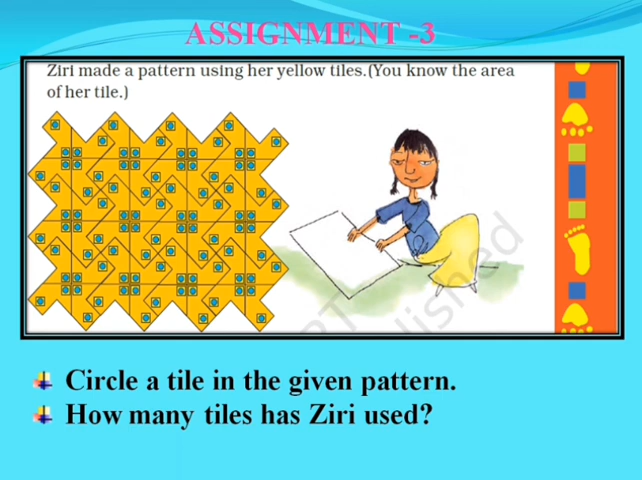 ASSIGNMENT -3
Ziri made a pattern using her yellow tiles.(You know the area
of her tile.)
Circle a tile in the given pattern.
How many tiles has Ziri used?